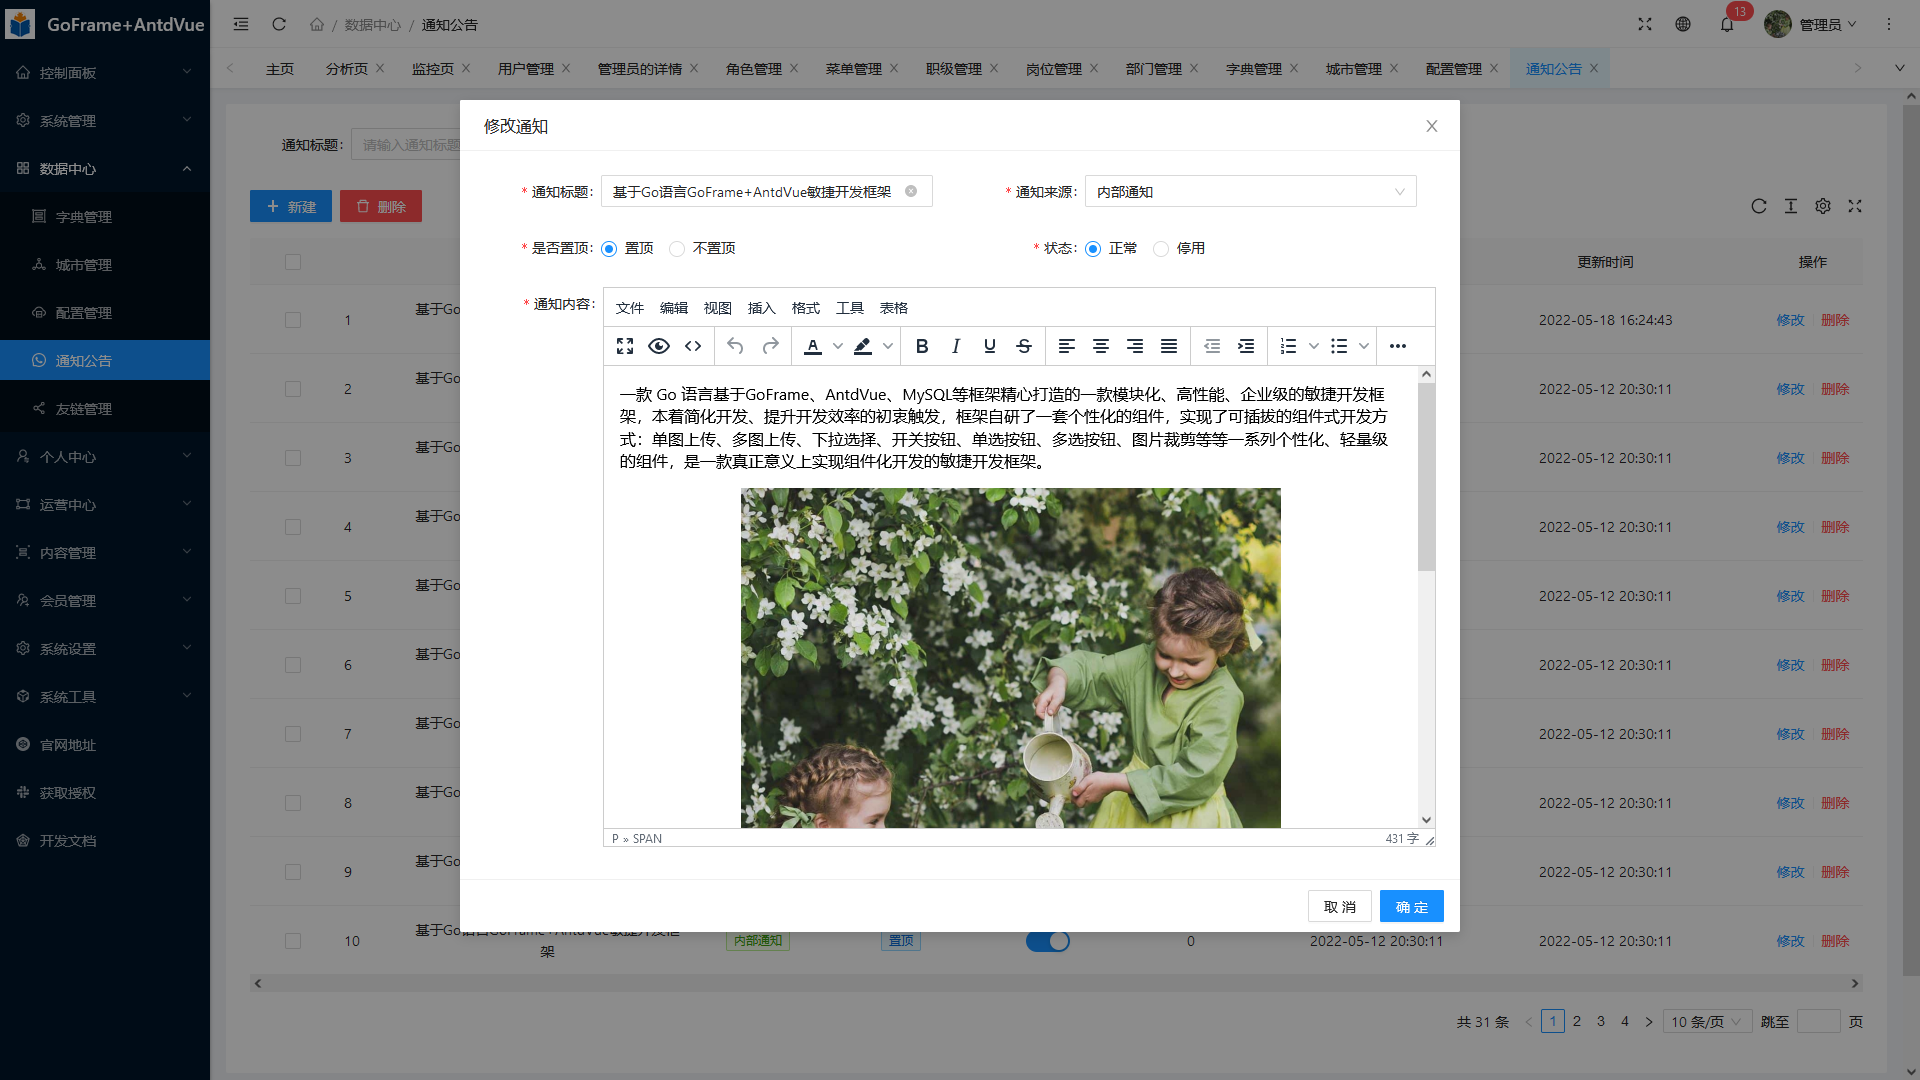 GoFrame+AntdVue
控制面板
系统管理
数据中心
字典管理
城市管理
配置管理
通知公告
友链管理
个人中心
运营中心
内容管理
会员管理
系统设置
系统工具
官网地址
获取授权
开发文档
/ 数据中心 / 通知公告
13
管理员
主页 分析页 监控页 用户管理 管理员的详情 角色管理 菜单管理 职级管理 岗位管理 部门管理 字典管理 城市管理 配置管理 通知公告
通知标题： 请输入通知标题
新建 删除
更新时间 操作
1 基于Go 2022-05-18 16:24:43 修改 删除
2 基于Go 2022-05-12 20:30:11 修改 删除
3 基于Go 2022-05-12 20:30:11 修改 删除
4 基于Go 2022-05-12 20:30:11 修改 删除
5 基于Go 2022-05-12 20:30:11 修改 删除
6 基于Go 2022-05-12 20:30:11 修改 删除
7 基于Go 2022-05-12 20:30:11 修改 删除
8 基于Go 2022-05-12 20:30:11 修改 删除
9 基于Go 2022-05-12 20:30:11 修改 删除
10 基于Go语言GoFrame+AntdVue敏捷开发框
架 内部通知 置顶 0 2022-05-12 20:30:11 2022-05-12 20:30:11 修改 删除
共 31 条 1 2 3 4 10 条/页 跳至 页
修改通知
* 通知标题： 基于Go语言GoFrame+AntdVue敏捷开发框架 * 通知来源： 内部通知
* 是否置顶： 置顶 不置顶 * 状态： 正常 停用
* 通知内容：
文件 编辑 视图 插入 格式 工具 表格
一款 Go 语言基于GoFrame、AntdVue、MySQL等框架精心打造的一款模块化、高性能、企业级的敏捷开发框
架，本着简化开发、提升开发效率的初衷触发，框架自研了一套个性化的组件，实现了可插拔的组件式开发方
式：单图上传、多图上传、下拉选择、开关按钮、单选按钮、多选按钮、图片裁剪等等一系列个性化、轻量级
的组件，是一款真正意义上实现组件化开发的敏捷开发框架。
P » SPAN 431 字
取 消 确 定